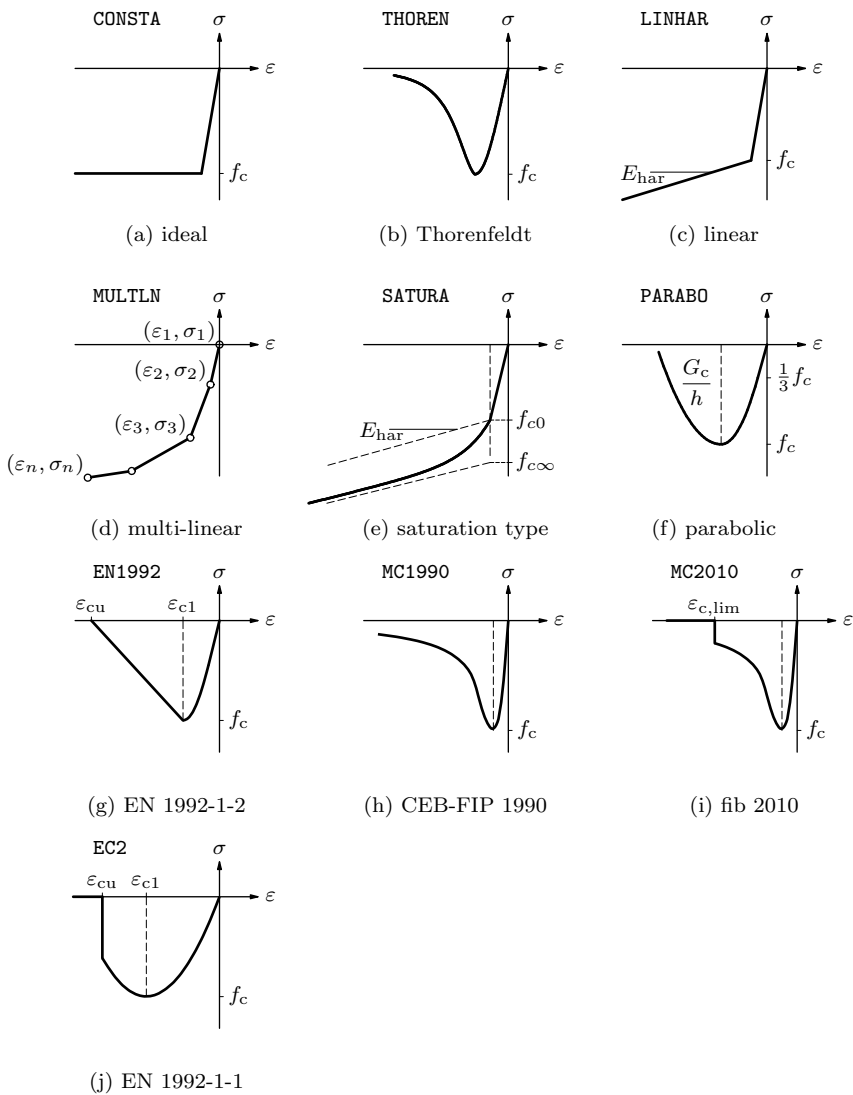 CONSTA
σ
ε
f_c
(a) ideal
THOREN
σ
ε
f_c
(b) Thorenfeldt
LINHAR
σ
ε
f_c
E_har
(c) linear
MULTLN
σ
(ε_1, σ_1)
ε
(ε_2, σ_2)
(ε_3, σ_3)
(ε_n, σ_n)
(d) multi-linear
SATURA
σ
ε
f_c0
E_har
f_c∞
(e) saturation type
PARABO
σ
ε
G_c
h
1/3 f_c
f_c
(f) parabolic
EN1992
σ
ε_cu
ε_c1
ε
f_c
(g) EN 1992-1-2
MC1990
σ
ε
f_c
(h) CEB-FIP 1990
MC2010
σ
ε_c,lim
ε
f_c
(i) fib 2010
EC2
σ
ε_cu
ε_c1
ε
f_c
(j) EN 1992-1-1